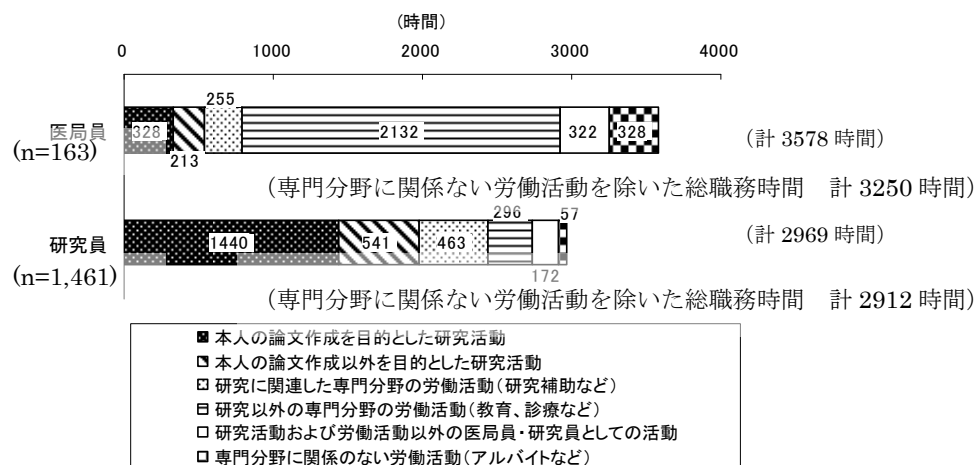 (時間)
0 1000 2000 3000 4000
255
医局員 328 2132 322 328 (計 3578 時間)
(n=163) 213
(専門分野に関係ない労働活動を除いた総職務時間 計 3250 時間)
296 57
研究員 1440 541 463 (計 2969 時間)
(n=1,461) 172
(専門分野に関係ない労働活動を除いた総職務時間 計 2912 時間)
本人の論文作成を目的とした研究活動
本人の論文作成以外を目的とした研究活動
研究に関連した専門分野の労働活動(研究補助など)
研究以外の専門分野の労働活動(教育、診療など)
研究活動および労働活動以外の医局員・研究員としての活動
専門分野に関係のない労働活動(アルバイトなど)